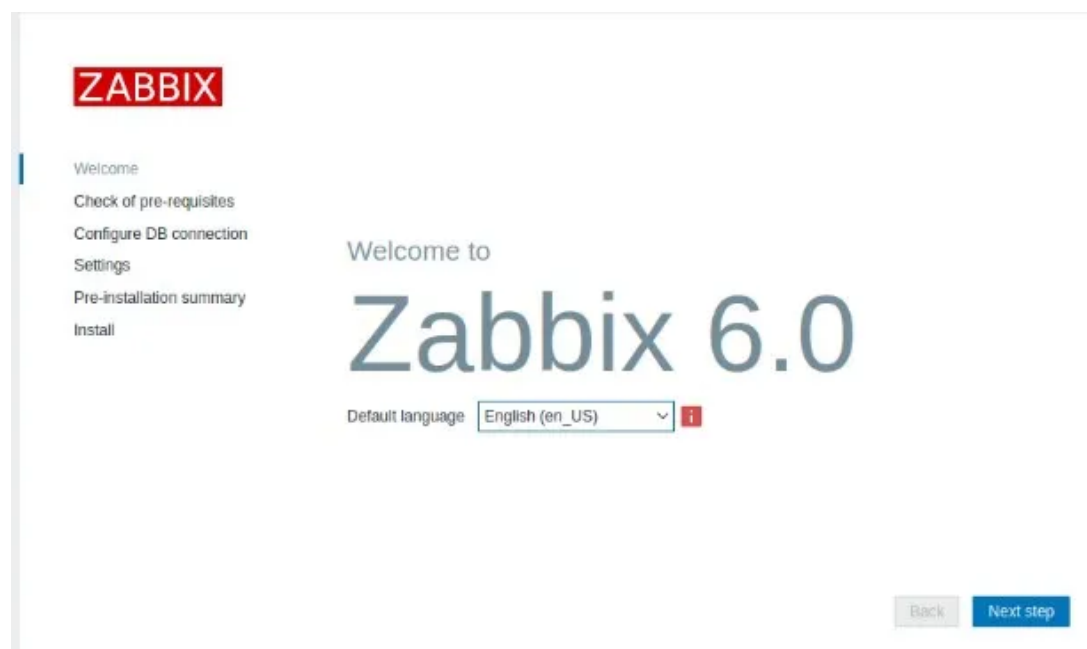 ZABBIX
Welcome
Check of pre-requisites
Configure DB connection
Settings
Pre-installation summary
Install
Welcome to
Zabbix 6.0
Default language English (en_US) i
Back Next step